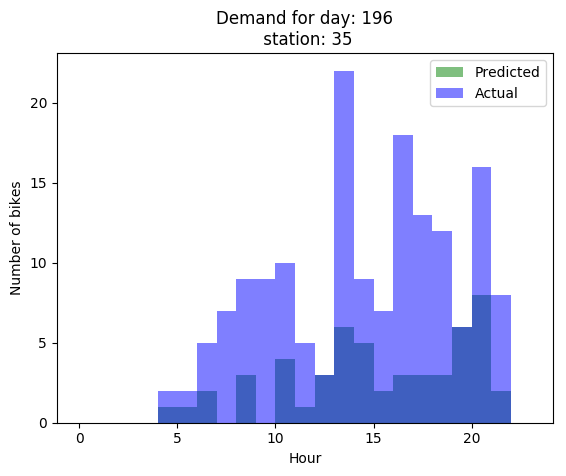 Demand for day: 196
station: 35
Predicted
Actual
Number of bikes
20
15
10
5
0
0
5
10
15
20
Hour